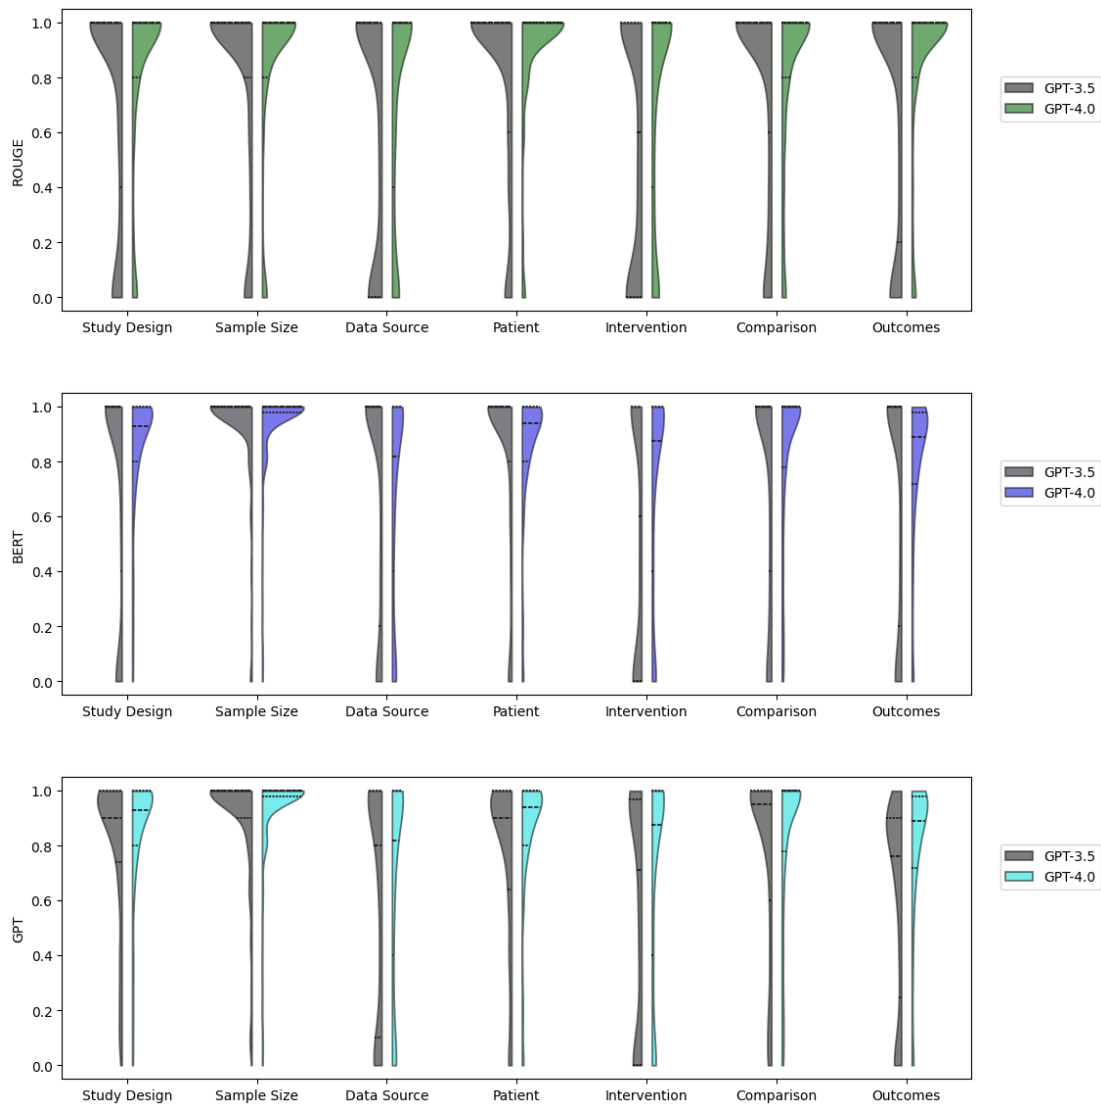 ROUGE
1.0
0.8
0.6
0.4
0.2
0.0
Study Design Sample Size Data Source Patient Intervention Comparison Outcomes
GPT-3.5
GPT-4.0
BERT
1.0
0.8
0.6
0.4
0.2
0.0
Study Design Sample Size Data Source Patient Intervention Comparison Outcomes
GPT-3.5
GPT-4.0
GPT
1.0
0.8
0.6
0.4
0.2
0.0
Study Design Sample Size Data Source Patient Intervention Comparison Outcomes
GPT-3.5
GPT-4.0